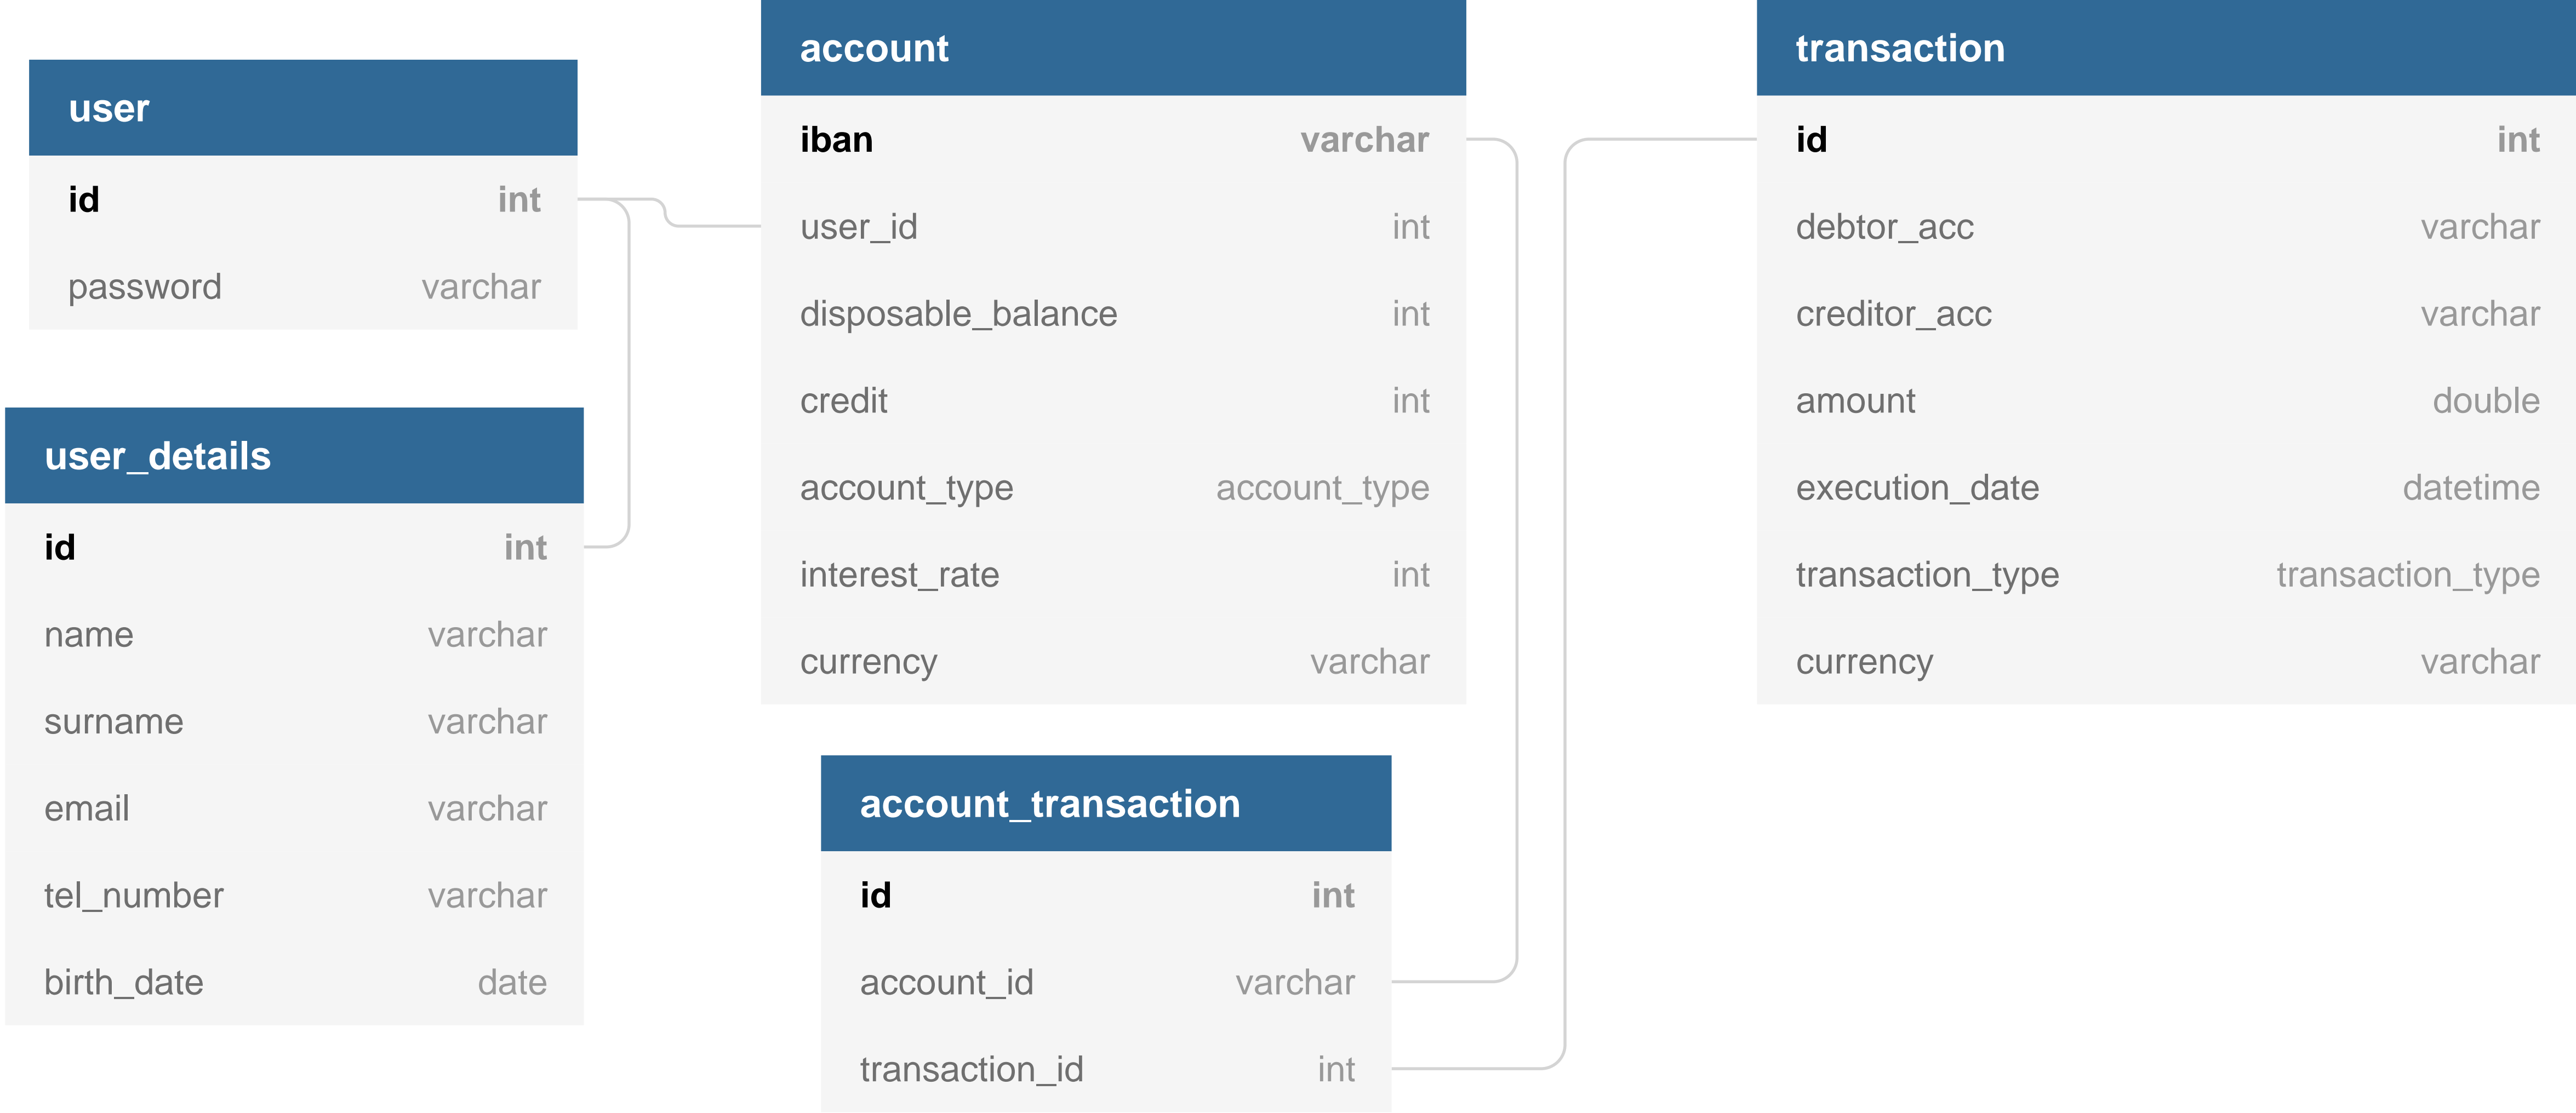 user
id int
password varchar
user_details
id int
name varchar
surname varchar
email varchar
tel_number varchar
birth_date date
account
iban varchar
user_id int
disposable_balance int
credit int
account_type account_type
interest_rate int
currency varchar
account_transaction
id int
account_id varchar
transaction_id int
transaction
id int
debtor_acc varchar
creditor_acc varchar
amount double
execution_date datetime
transaction_type transaction_type
currency varchar